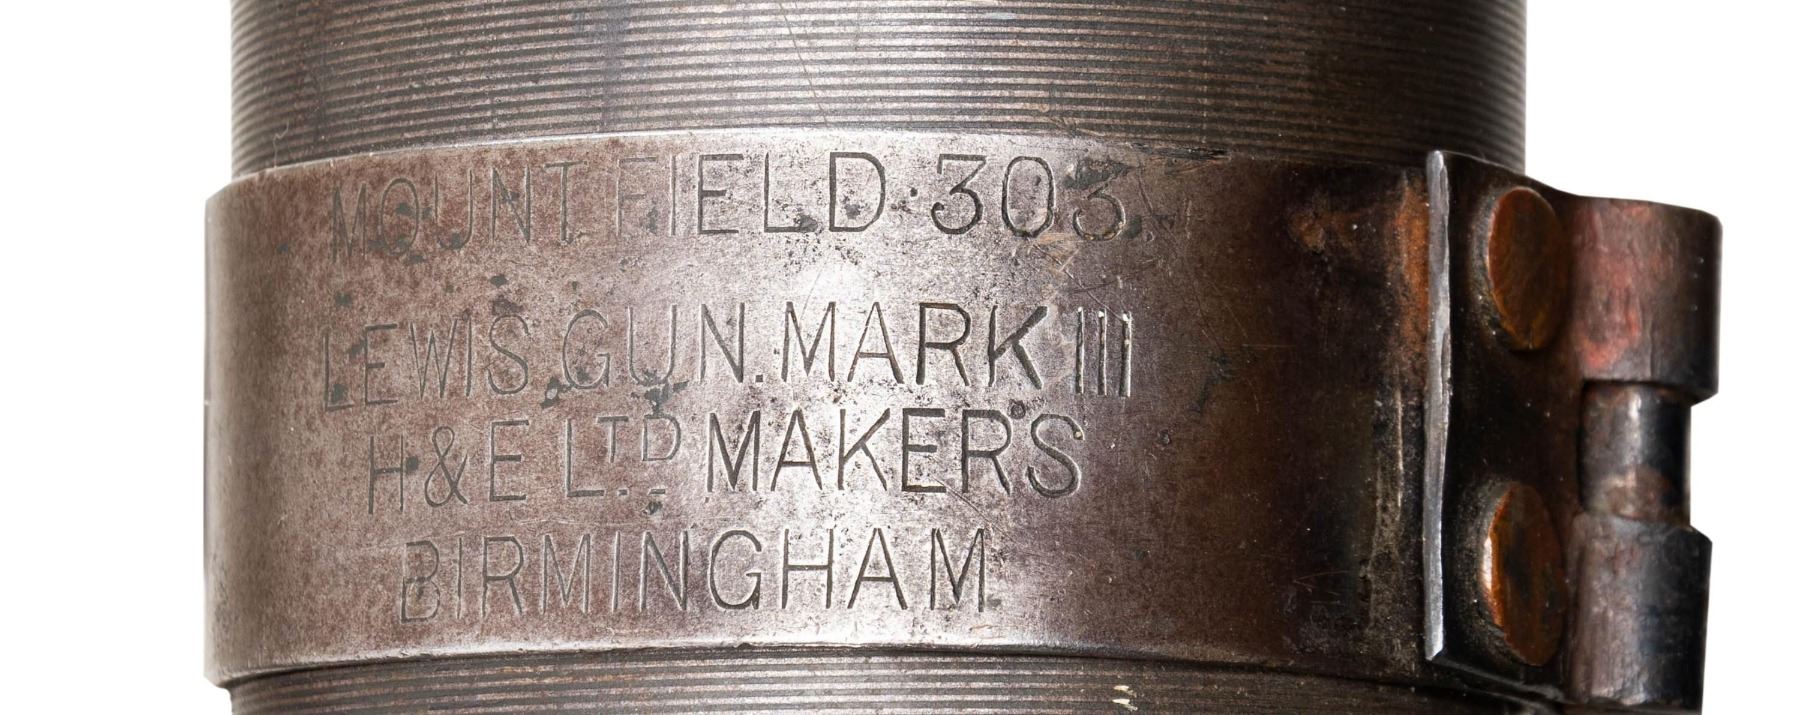 MOUNT. FIELD .303.
LEWIS. GUN. MARK III
H & E LTD MAKERS
BIRMINGHAM